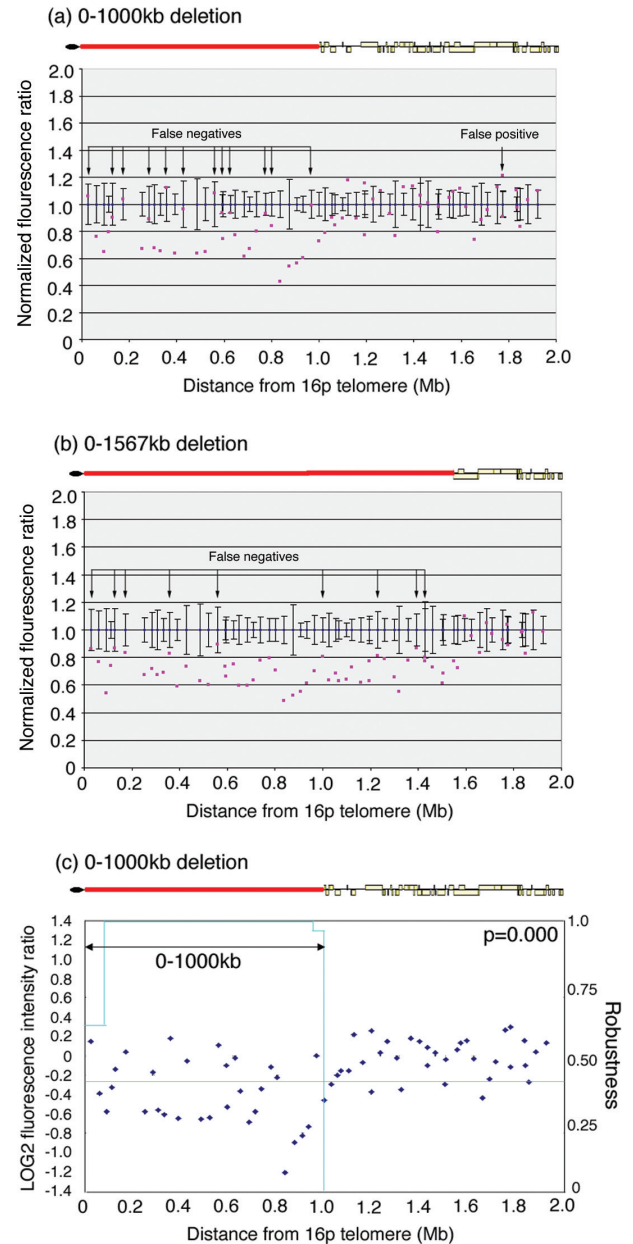 (a) 0-1000kb deletion
Normalized flourescence ratio
2.0
1.8
1.6
1.4
1.2
1.0
0.8
0.6
0.4
0.2
0
False negatives
False positive
0 0.2 0.4 0.6 0.8 1.0 1.2 1.4 1.6 1.8 2.0
Distance from 16p telomere (Mb)
(b) 0-1567kb deletion
Normalized flourescence ratio
2.0
1.8
1.6
1.4
1.2
1.0
0.8
0.6
0.4
0.2
0
False negatives
0 0.2 0.4 0.6 0.8 1.0 1.2 1.4 1.6 1.8 2.0
Distance from 16p telomere (Mb)
(c) 0-1000kb deletion
LOG2 fluorescence intensity ratio
1.4
1.2
1.0
0.8
0.6
0.4
0.2
0
-0.2
-0.4
-0.6
-0.8
-1.0
-1.2
-1.4
0-1000kb
p=0.000
1.0
0.75
0.50
0.25
0
Robustness
0 0.2 0.4 0.6 0.8 1.0 1.2 1.4 1.6 1.8 2.0
Distance from 16p telomere (Mb)